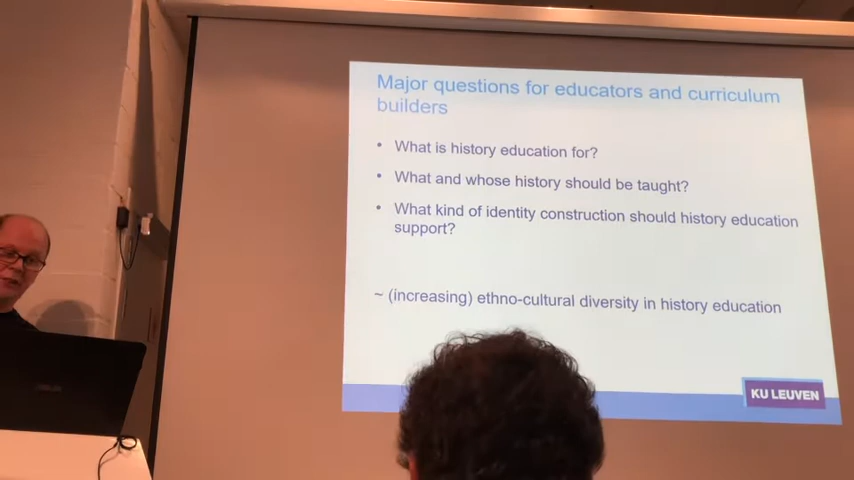 Major questions for educators and curriculum
builders
• What is history education for?
• What and whose history should be taught?
• What kind of identity construction should history education
support?
~ (increasing) ethno-cultural diversity in history education
KU LEUVEN